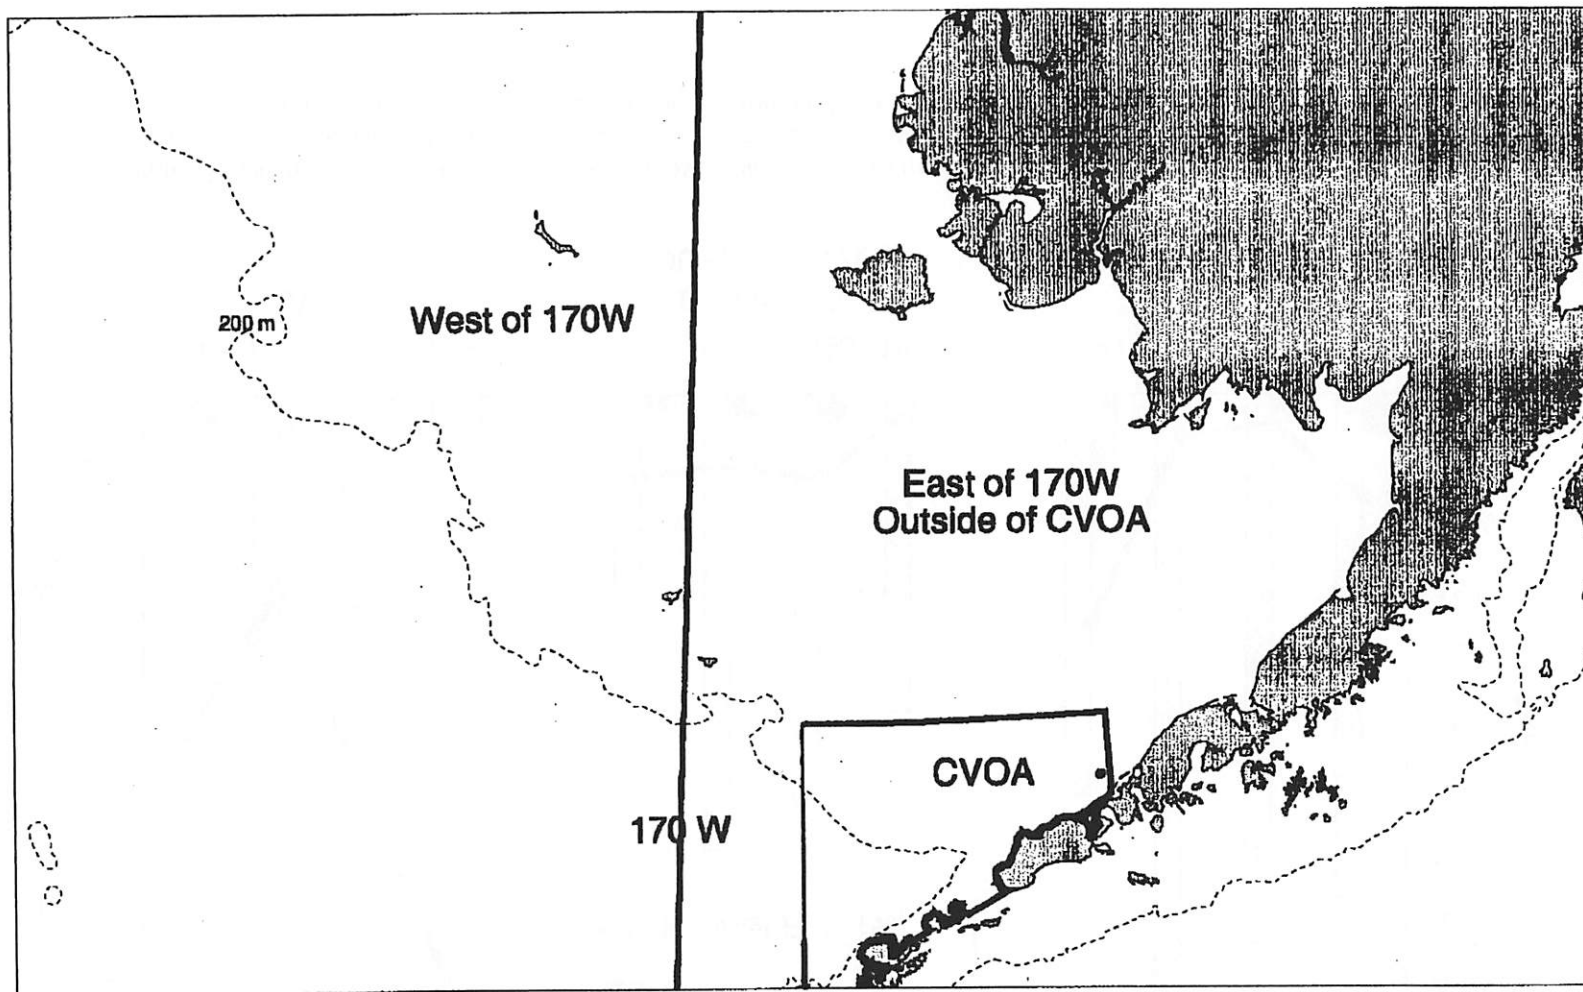 200 m
West of 170W
East of 170W
Outside of CVOA
CVOA
170 W